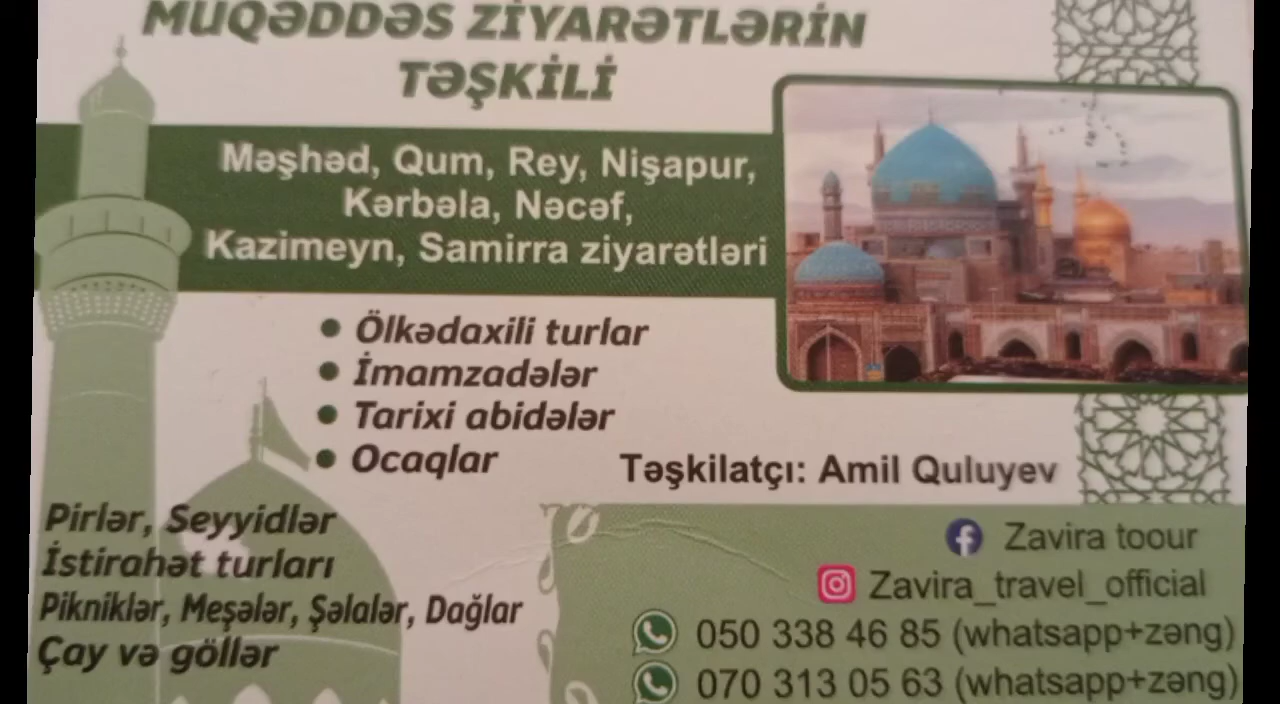 MÜQƏDDƏS ZİYARƏTLƏRİN
TƏŞKİLİ
Məşhəd, Qum, Rey, Nişapur,
Kərbəla, Nəcəf,
Kazimeyn, Samirra ziyarətləri
• Ölkədaxili turlar
• İmamzadələr
• Tarixi abidələr
• Ocaqlar
Təşkilatçı: Amil Quluyev
Pirlər, Seyyidlər
İstirahət turları
Pikniklər, Meşələr, Şəlalər, Dağlar
Çay və göllər
Zavira toour
Zavira_travel_official
050 338 46 85 (whatsapp+zəng)
070 313 05 63 (whatsapp+zəng)